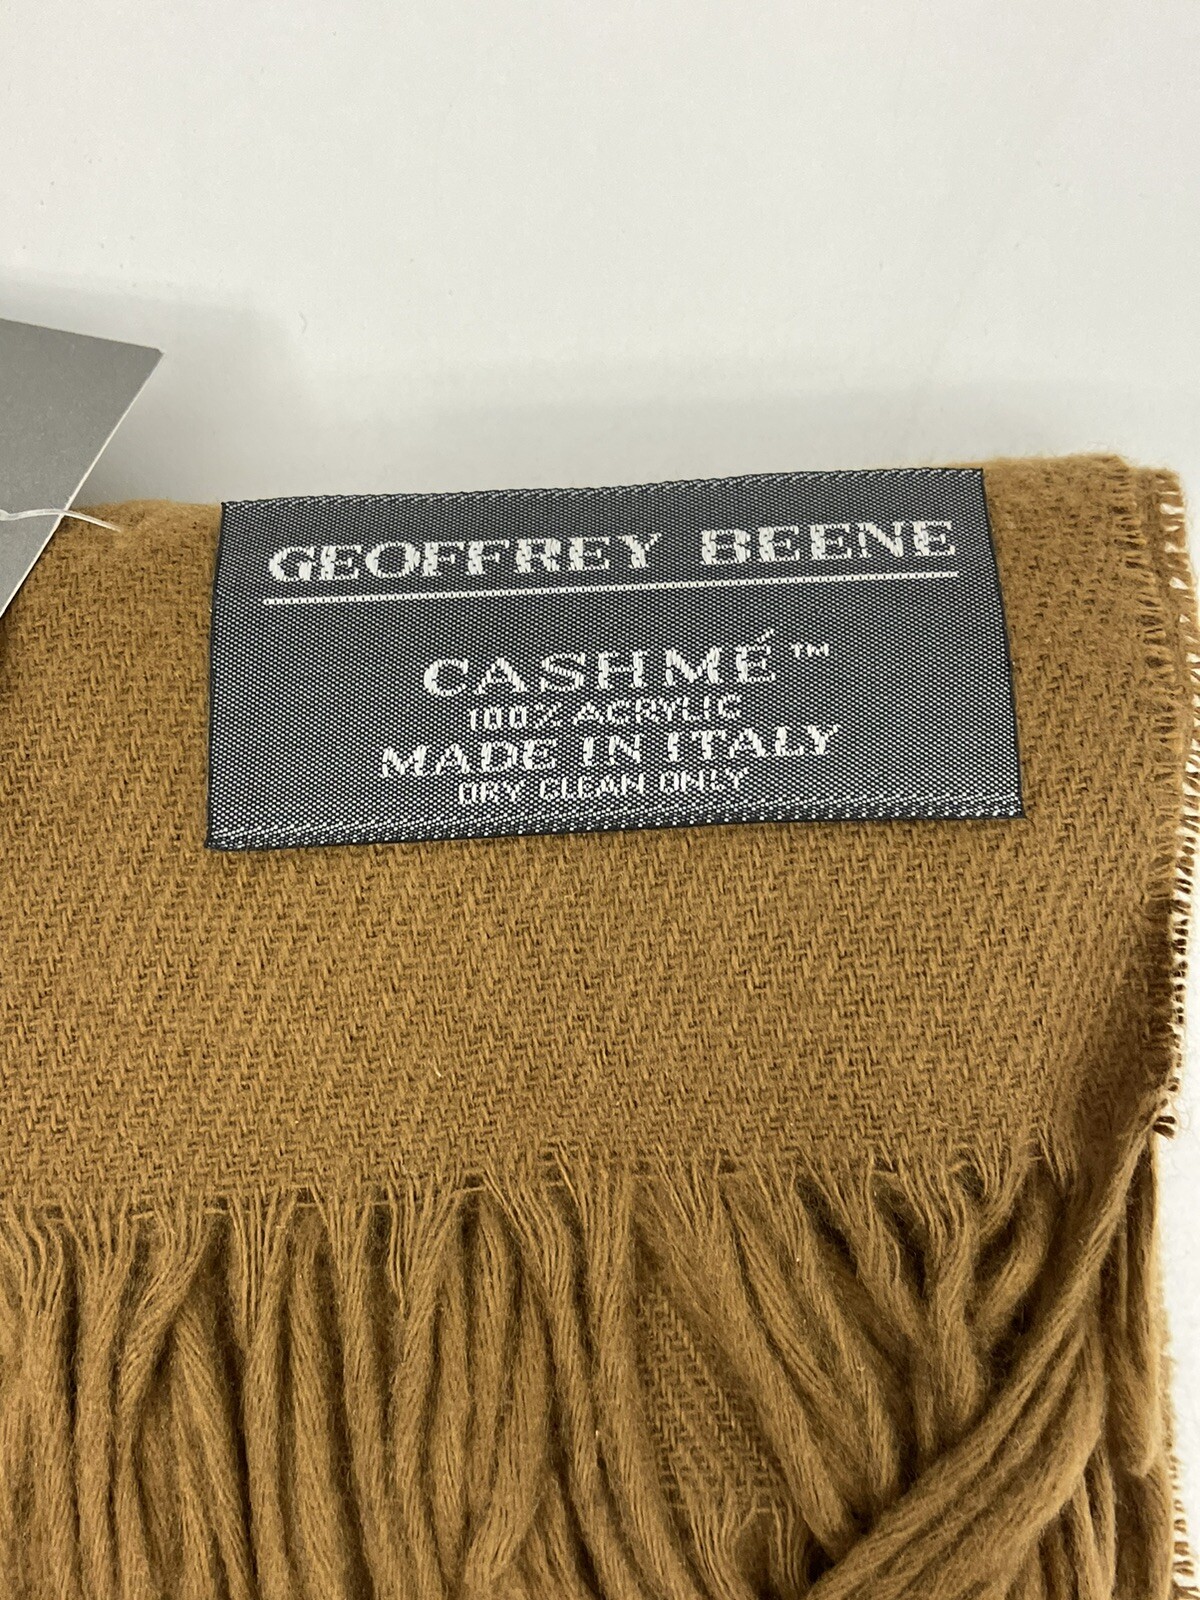 GEOFFREY BEENE
CASHMÉ™
100% ACRYLIC
MADE IN ITALY
DRY CLEAN ONLY